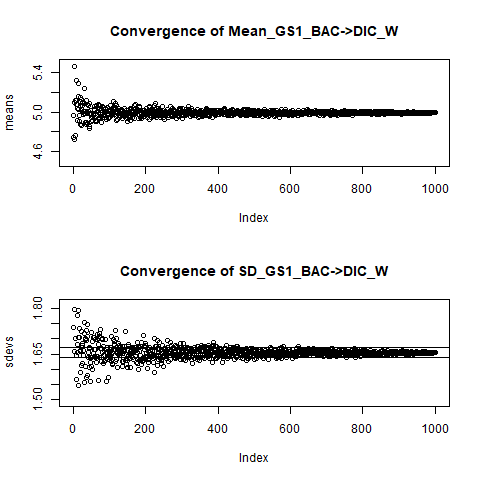 Convergence of Mean_GS1_BAC->DIC_W
means
5.4
5.0
4.6
0 200 400 600 800 1000
Index
Convergence of SD_GS1_BAC->DIC_W
sdevs
1.80
1.65
1.50
0 200 400 600 800 1000
Index